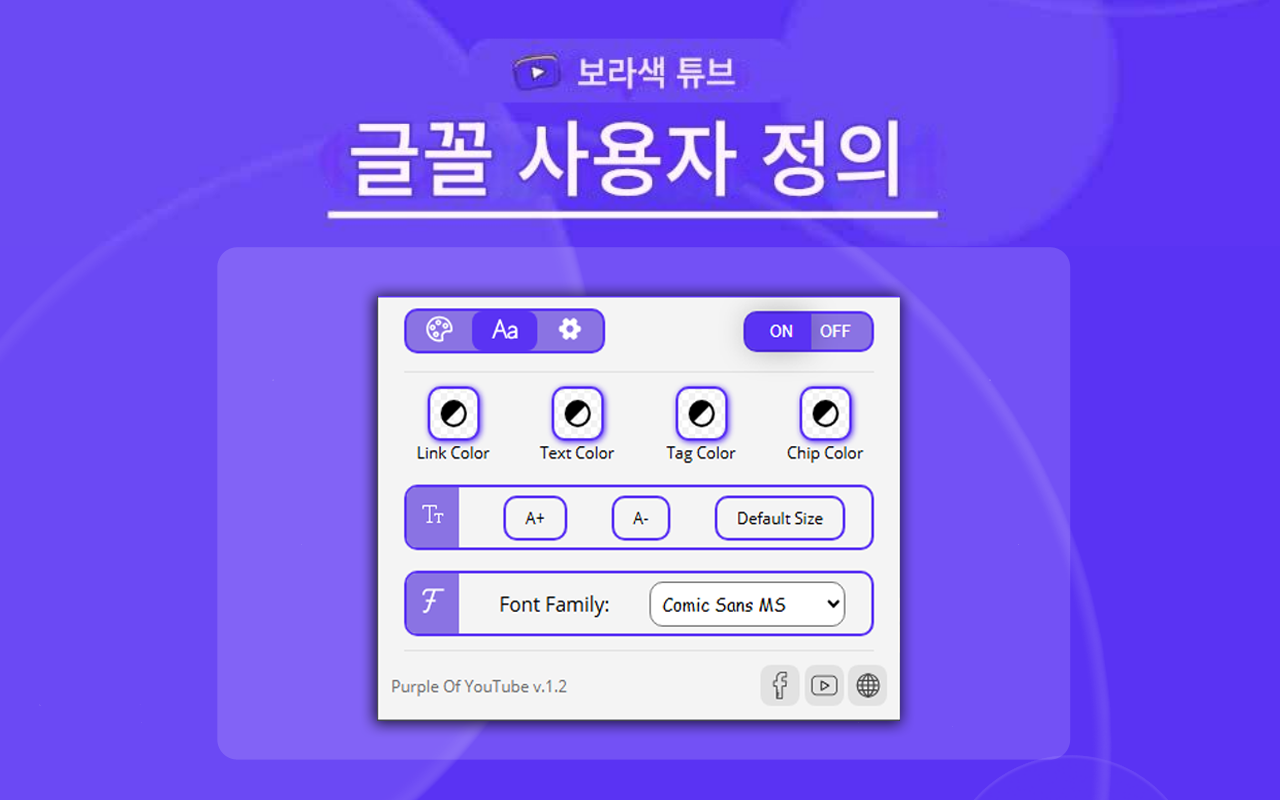 보라색 튜브
글꼴 사용자 정의
Aa ON OFF
Link Color Text Color Tag Color Chip Color
TT A+ A- Default Size
F Font Family: Comic Sans MS
Purple Of YouTube v.1.2